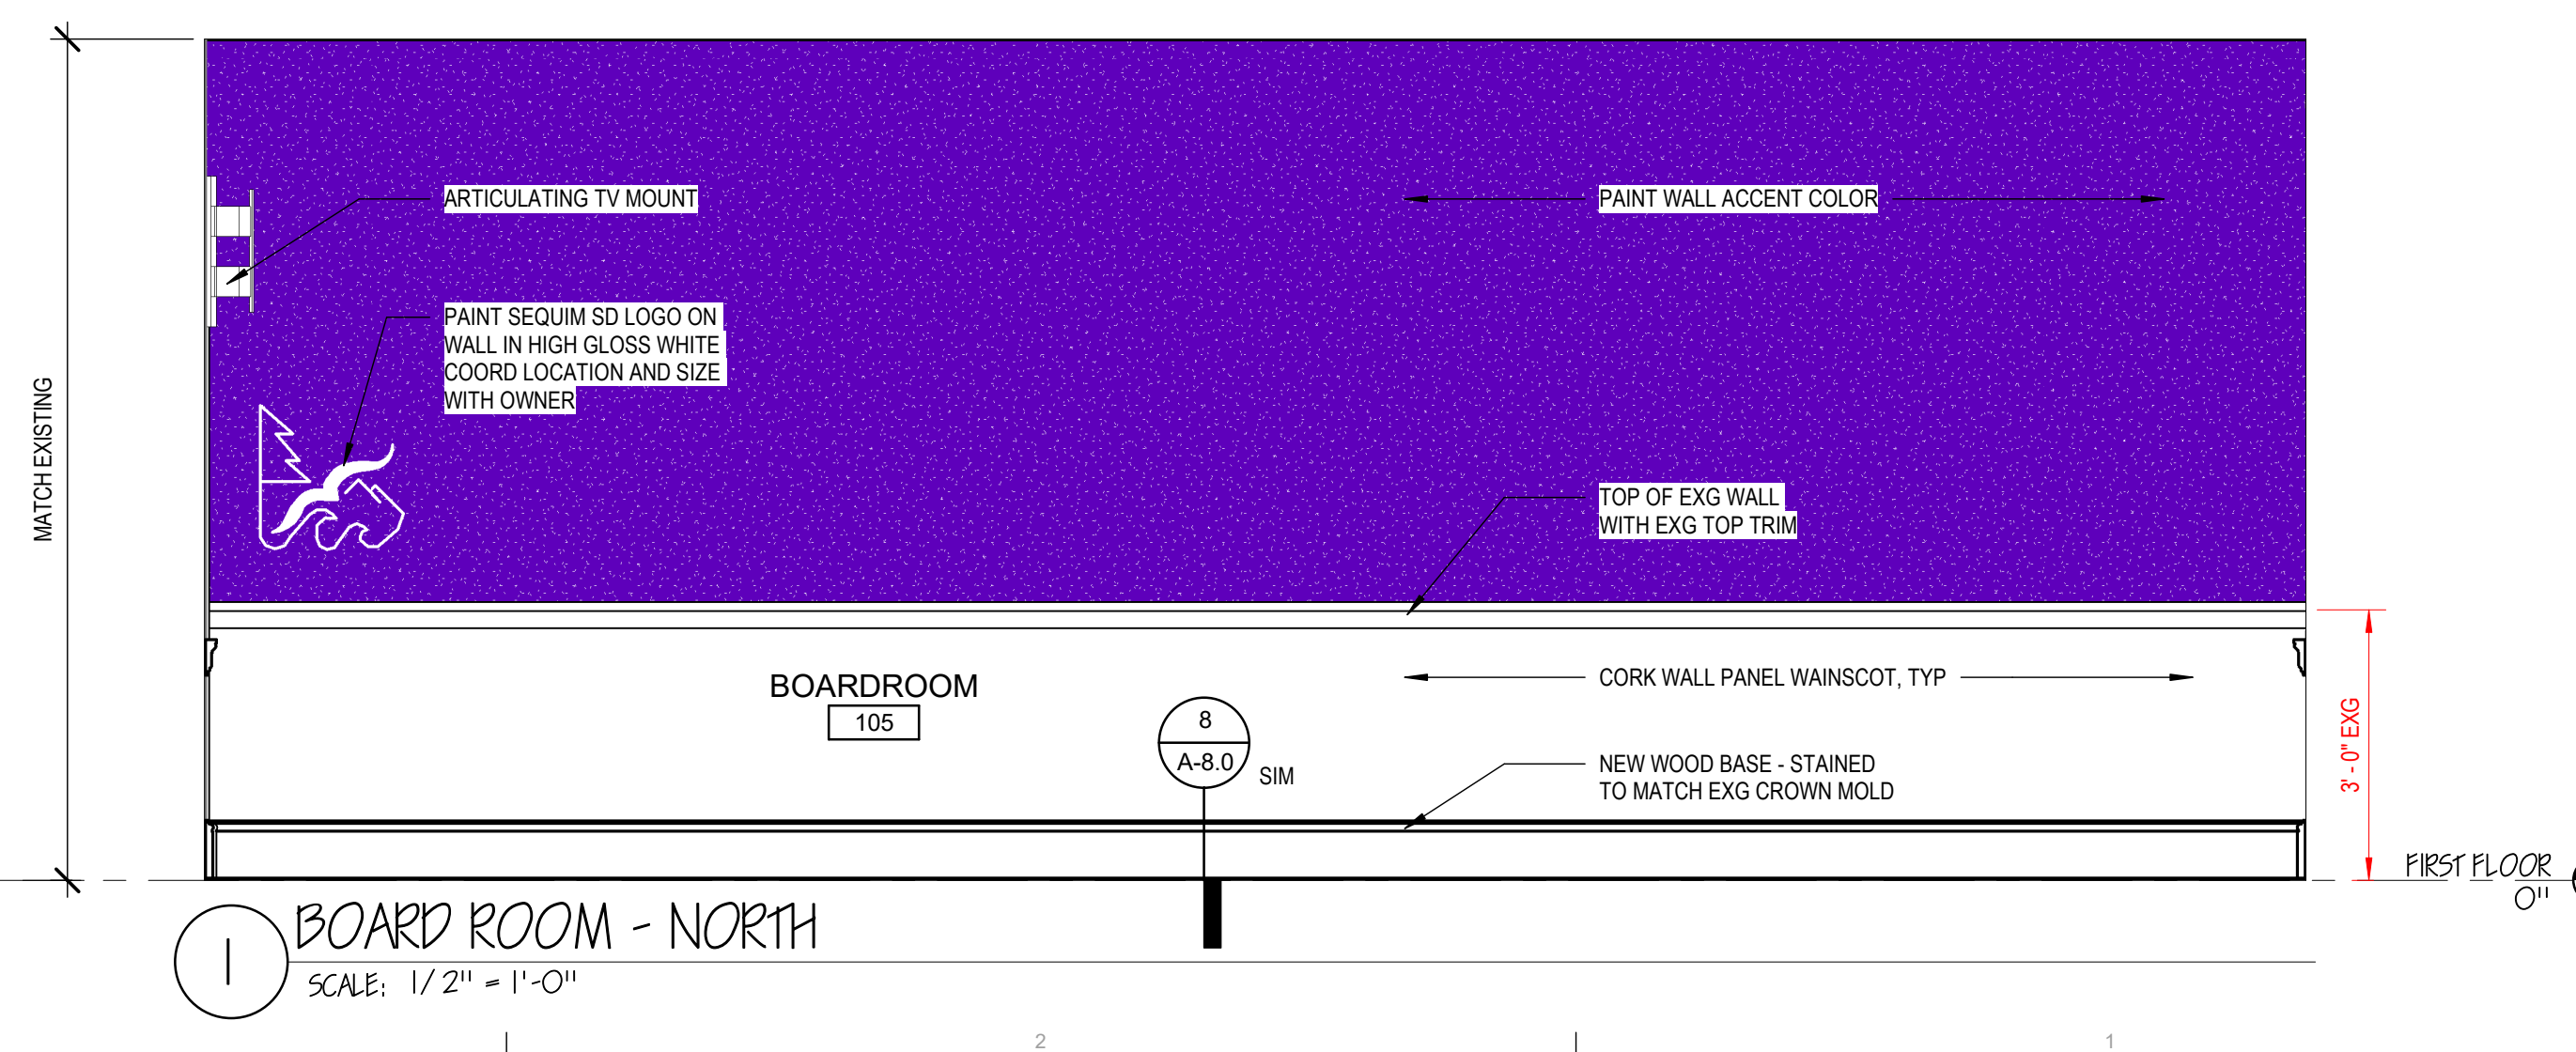 MATCH EXISTING
ARTICULATING TV MOUNT
PAINT WALL ACCENT COLOR
PAINT SEQUIM SD LOGO ON
WALL IN HIGH GLOSS WHITE
COORD LOCATION AND SIZE
WITH OWNER
TOP OF EXG WALL
WITH EXG TOP TRIM
BOARDROOM
105
8
A-8.0
SIM
CORK WALL PANEL WAINSCOT, TYP
NEW WOOD BASE - STAINED
TO MATCH EXG CROWN MOLD
3' - 0" EXG
FIRST FLOOR
0"
1
BOARD ROOM - NORTH
SCALE: 1/2" = 1'-0"
2
1